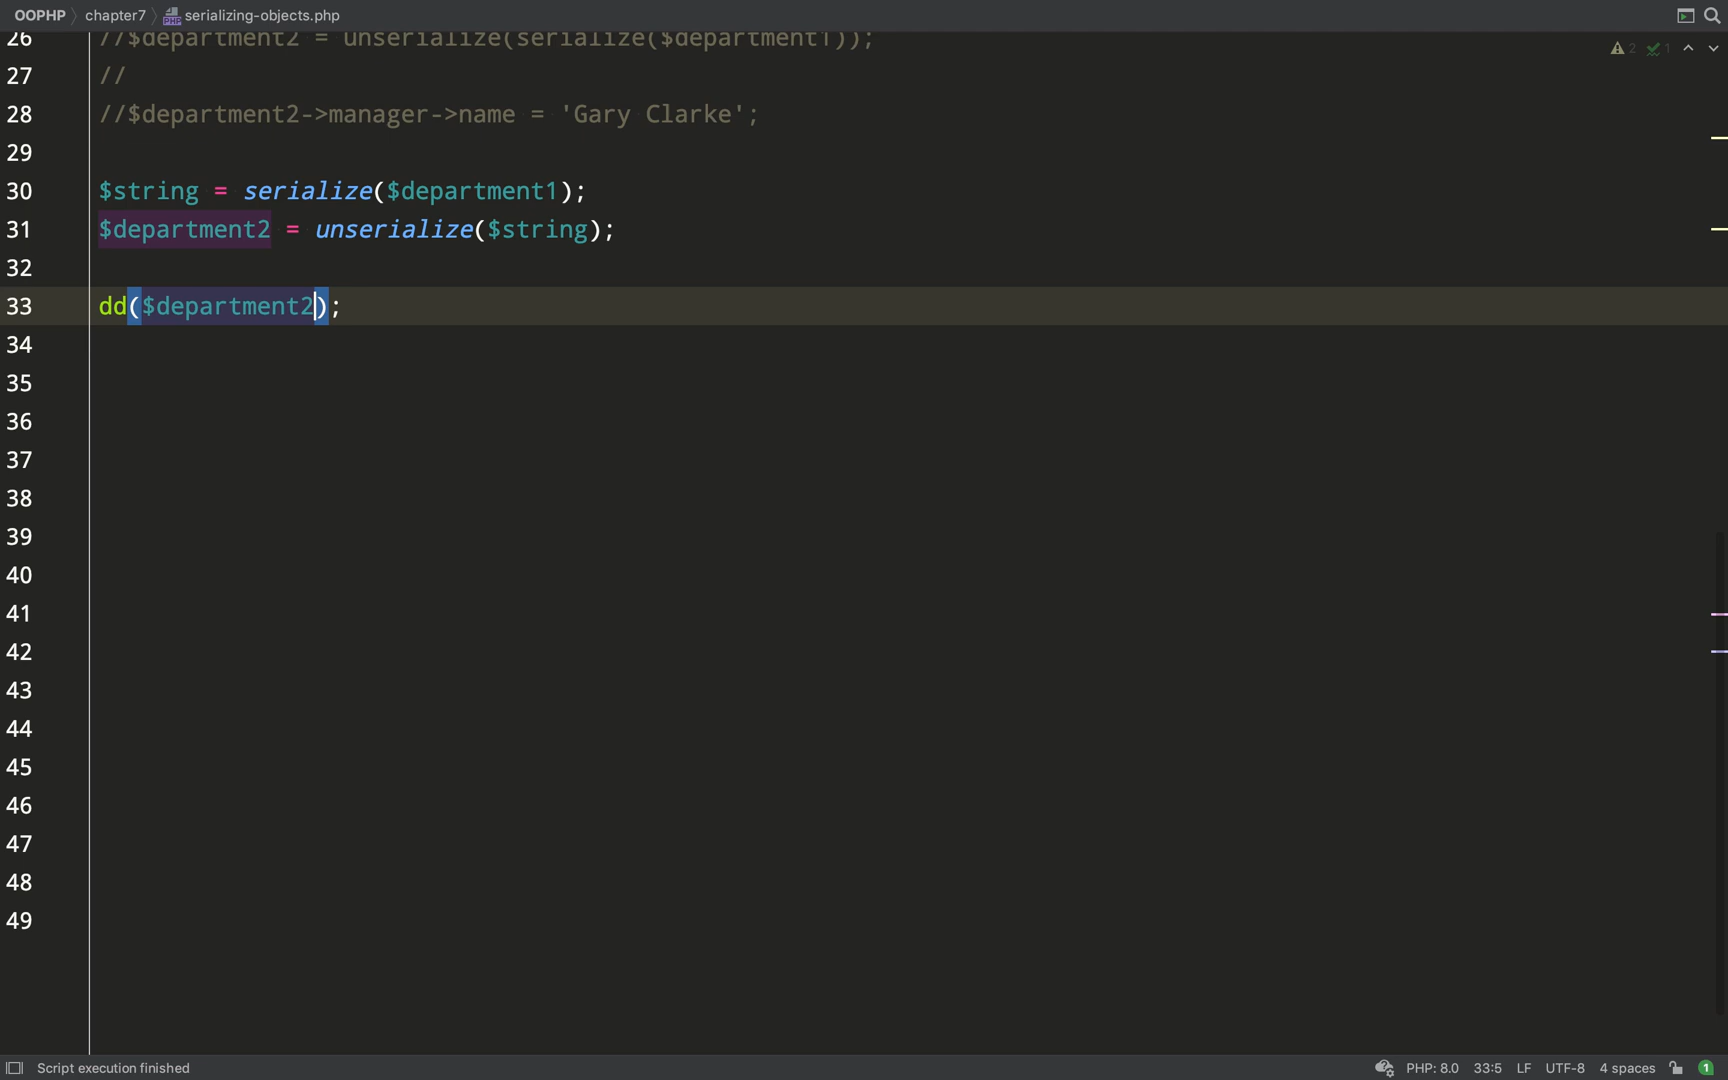 OOPHP chapter7 serializing-objects.php
26 //$department2 = unserialize(serialize($department1));
2 1
27 //
28 //$department2->manager->name = 'Gary Clarke';
29
30 $string = serialize($department1);
31 $department2 = unserialize($string);
32
33 dd($department2);
34
35
36
37
38
39
40
41
42
43
44
45
46
47
48
49
Script execution finished PHP: 8.0 33:5 LF UTF-8 4 spaces 1